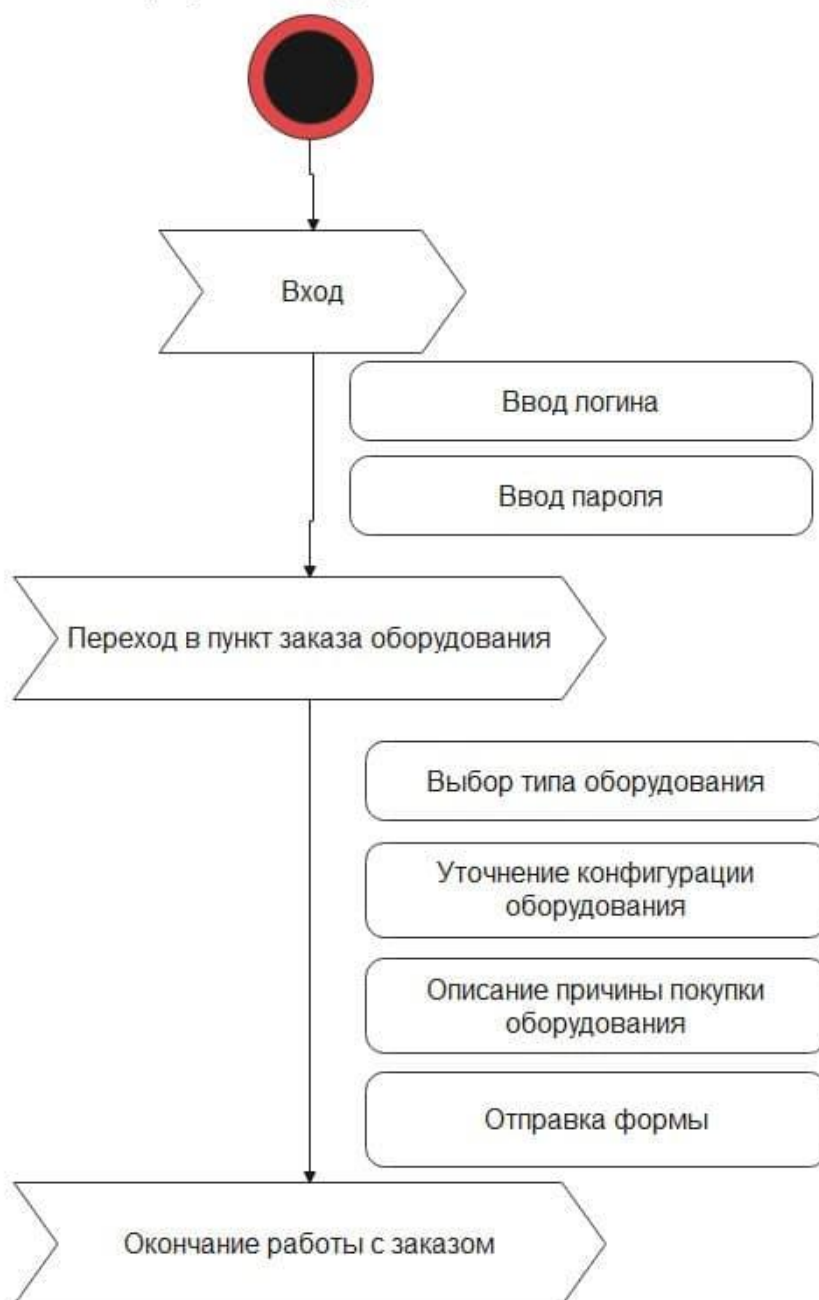 Вход
Ввод логина
Ввод пароля
Переход в пункт заказа оборудования
Выбор типа оборудования
Уточнение конфигурации
оборудования
Описание причины покупки
оборудования
Отправка формы
Окончание работы с заказом